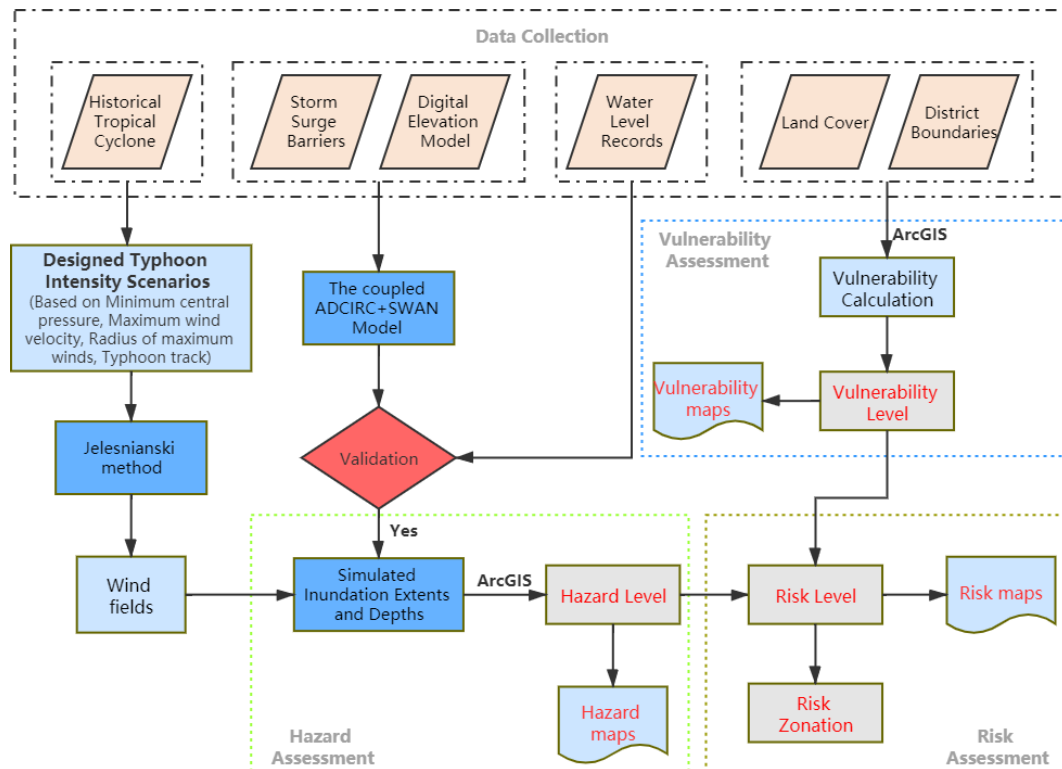 Data Collection
Historical
Tropical
Cyclone
Storm
Surge
Barriers
Digital
Elevation
Model
Water
Level
Records
Land Cover
District
Boundaries
Designed Typhoon
Intensity Scenarios
(Based on Minimum central
pressure, Maximum wind
velocity, Radius of maximum
winds, Typhoon track)
The coupled
ADCIRC+SWAN
Model
Vulnerability
Assessment
ArcGIS
Vulnerability
Calculation
Vulnerability
maps
Vulnerability
Level
Jelesnianski
method
Validation
Yes
Wind
fields
Simulated
Inundation Extents
and Depths
ArcGIS
Hazard Level
Risk Level
Risk maps
Hazard
maps
Risk
Zonation
Hazard
Assessment
Risk
Assessment